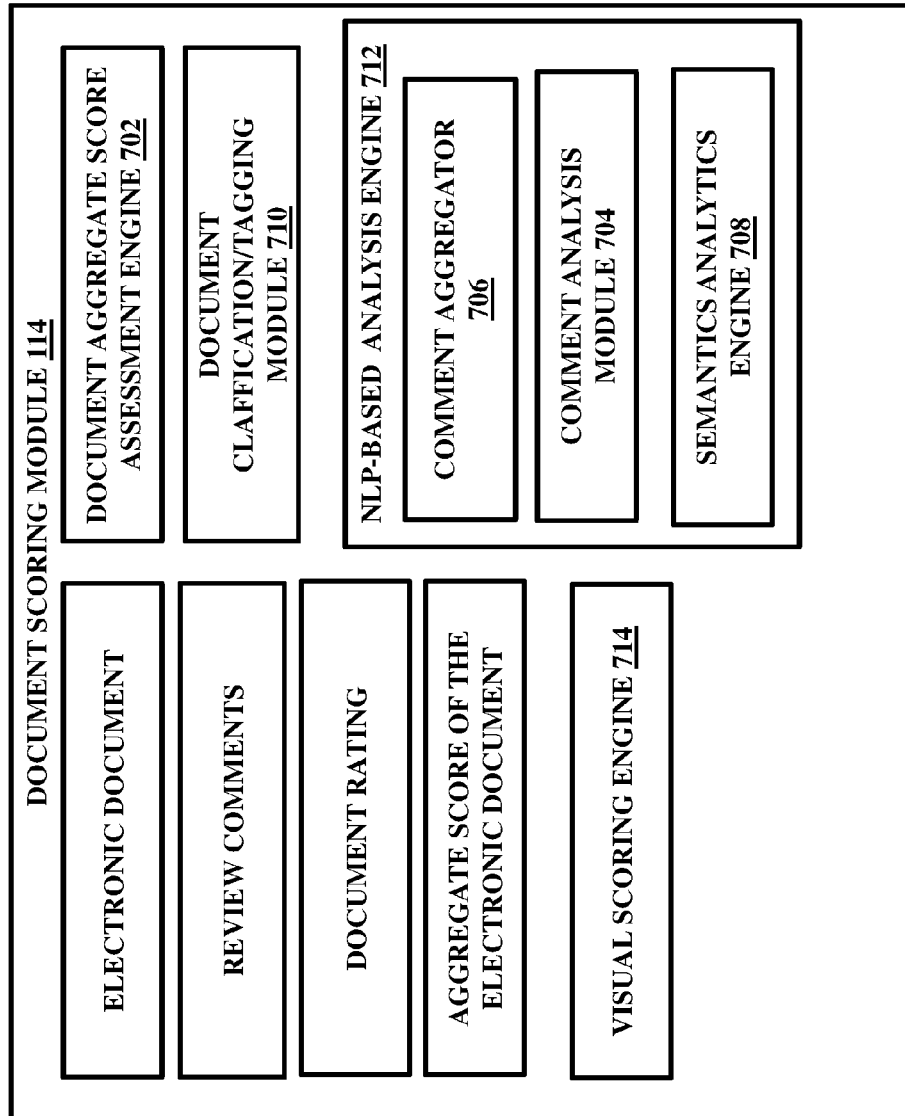 DOCUMENT SCORING MODULE 114
ELECTRONIC DOCUMENT
REVIEW COMMENTS
DOCUMENT RATING
AGGREGATE SCORE OF THE
ELECTRONIC DOCUMENT
VISUAL SCORING ENGINE 714
DOCUMENT AGGREGATE SCORE
ASSESSMENT ENGINE 702
DOCUMENT
CLAFFICATION/TAGGING
MODULE 710
NLP-BASED ANALYSIS ENGINE 712
COMMENT AGGREGATOR
706
COMMENT ANALYSIS
MODULE 704
SEMANTICS ANALYTICS
ENGINE 708